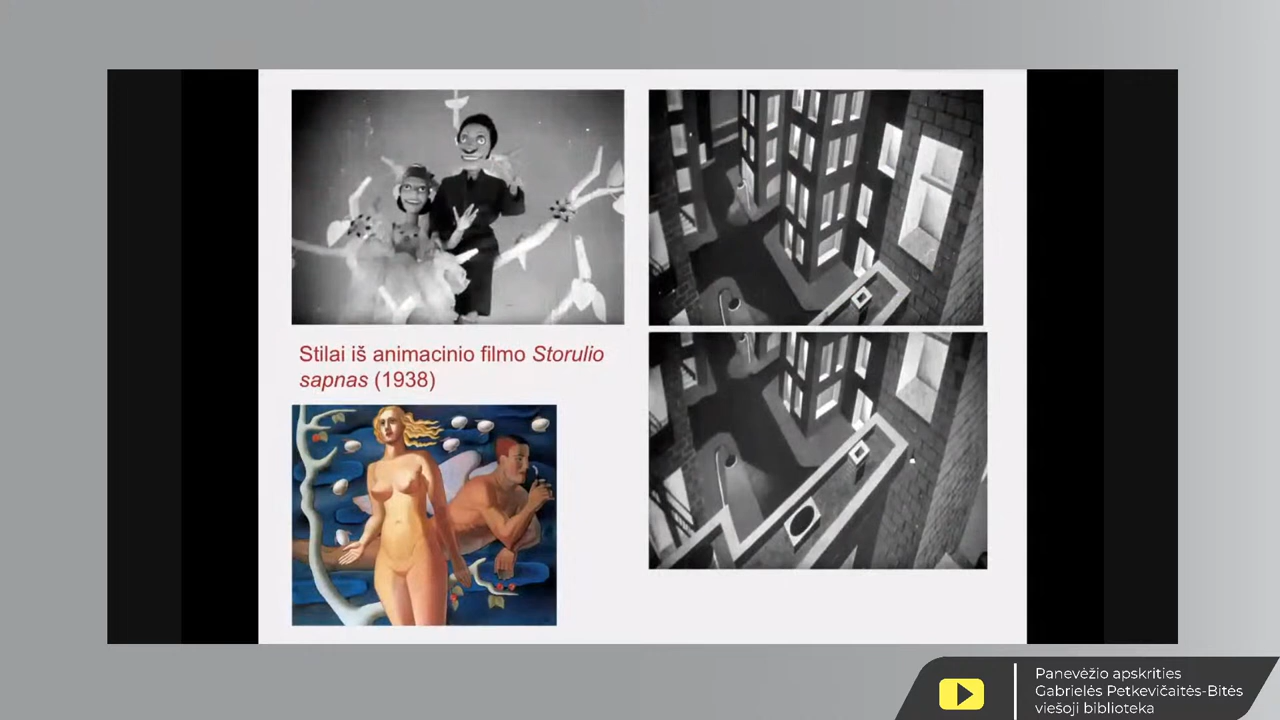 Stilai iš animacinio filmo Storulio
sapnas (1938)
Panevėžio apskrities
Gabrielės Petkevičaitės-Bitės
viešoji biblioteka